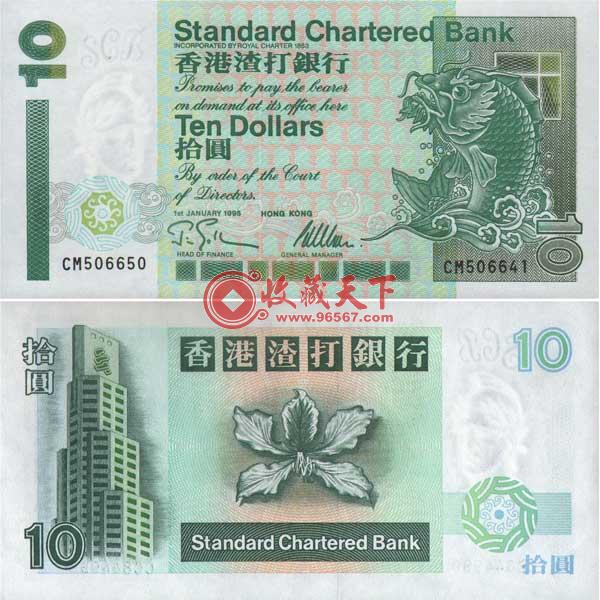 10
SCB
Standard Chartered Bank
INCORPORATED BY ROYAL CHARTER 1853
香港渣打銀行
Promises to pay the bearer
on demand at its office here
Ten Dollars
拾圓
By order of the Court
of Directors.
1st JANUARY 1995 HONG KONG
HEAD OF FINANCE GENERAL MANAGER
CM506650
CM506641
10
收藏天下
www.96567.com
拾圓
香港渣打銀行
SCB
10
10
Standard Chartered Bank
拾圓